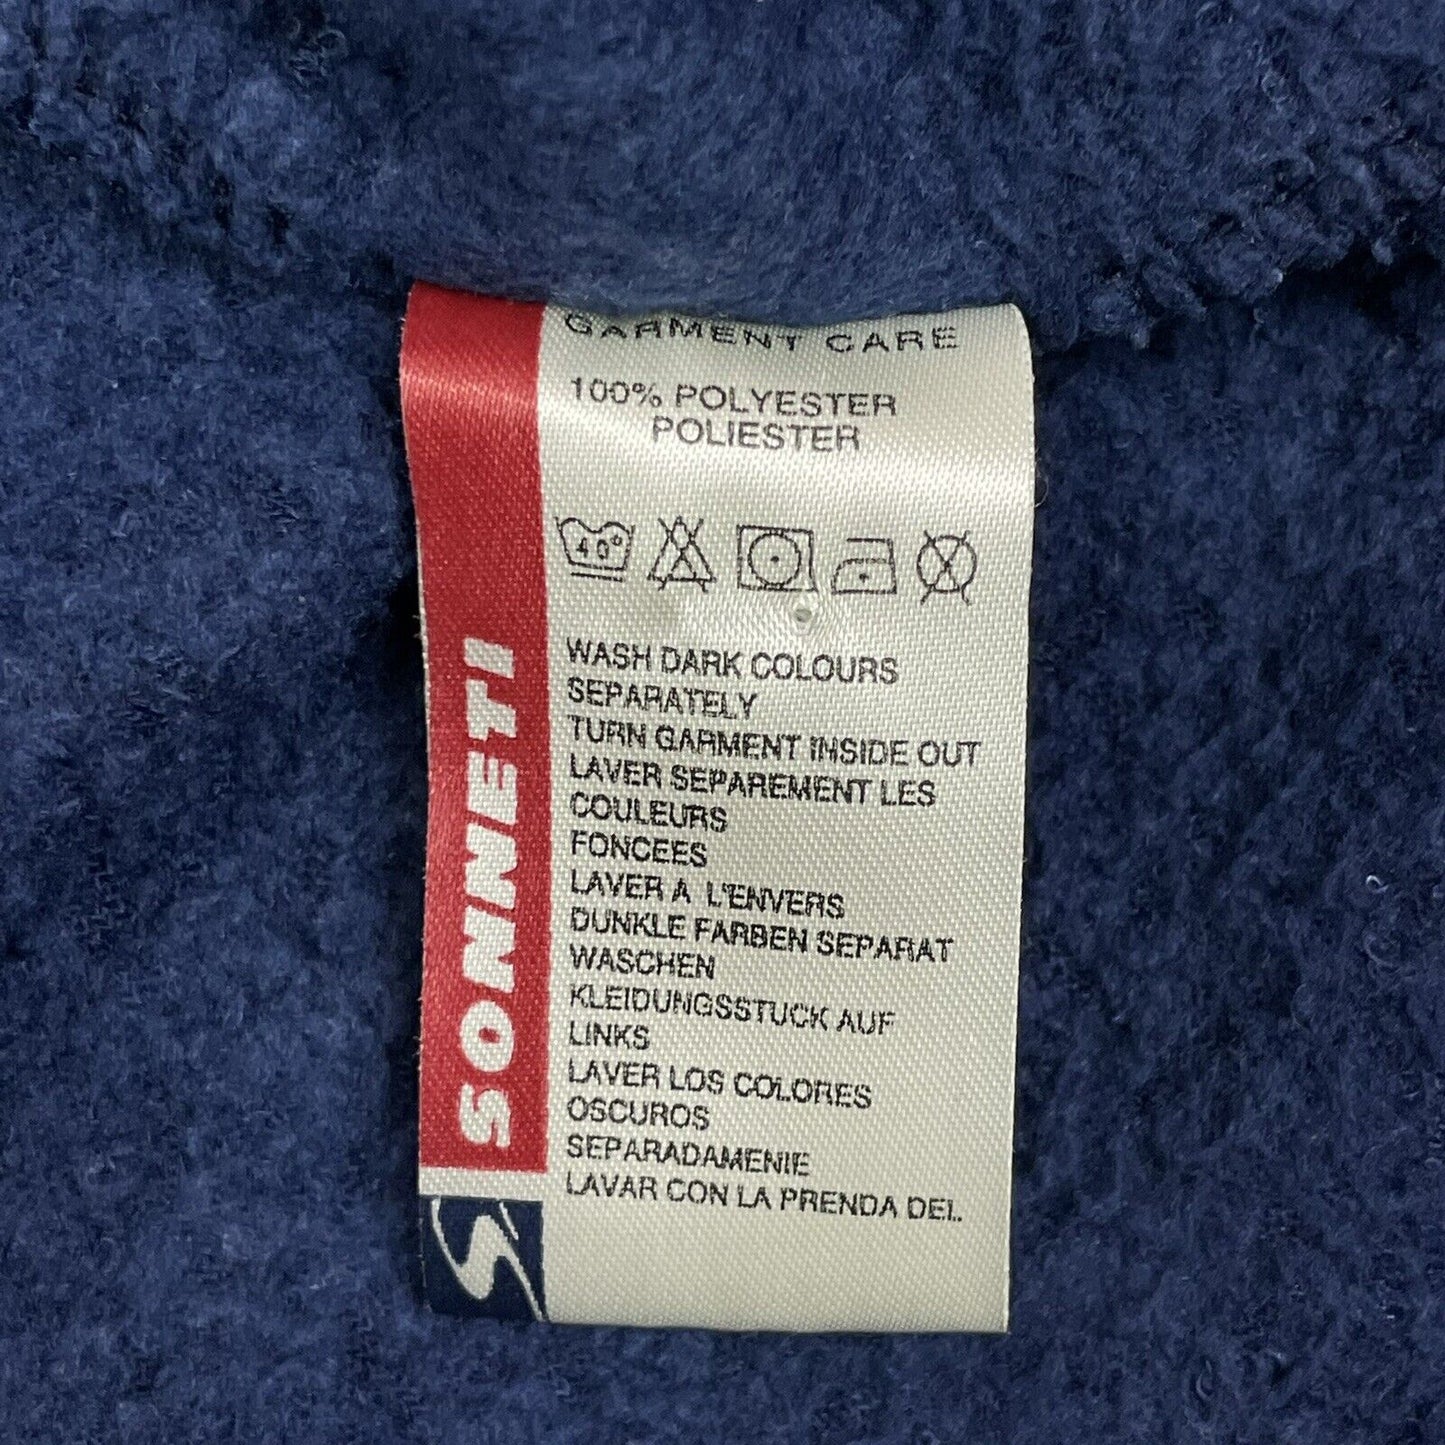 SONNETI
GARMENT CARE
100% POLYESTER
POLIESTER
40°
WASH DARK COLOURS
SEPARATELY
TURN GARMENT INSIDE OUT
LAVER SEPAREMENT LES
COULEURS
FONCEES
LAVER A L'ENVERS
DUNKLE FARBEN SEPARAT
WASCHEN
KLEIDUNGSSTUCK AUF
LINKS
LAVER LOS COLORES
OSCUROS
SEPARADAMENIE
LAVAR CON LA PRENDA DEL